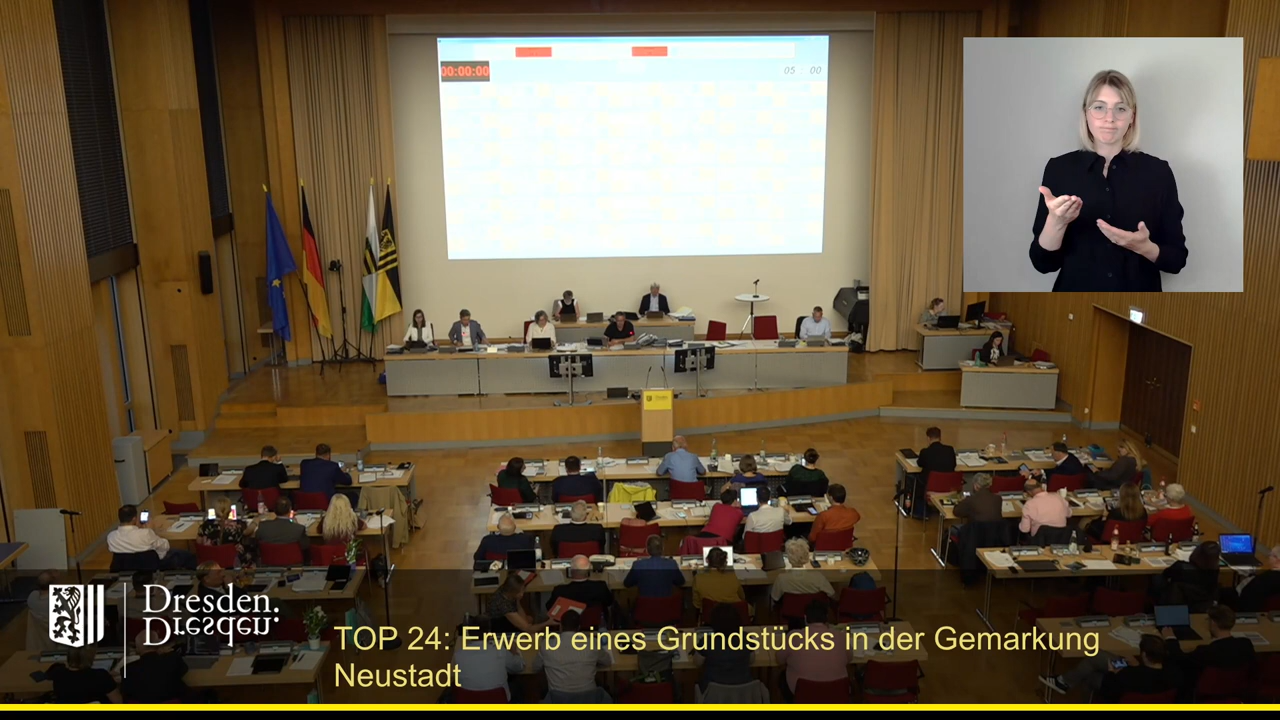 00:00:00
05 : 00
Dresden.
Dresden.
TOP 24: Erwerb eines Grundstücks in der Gemarkung
Neustadt